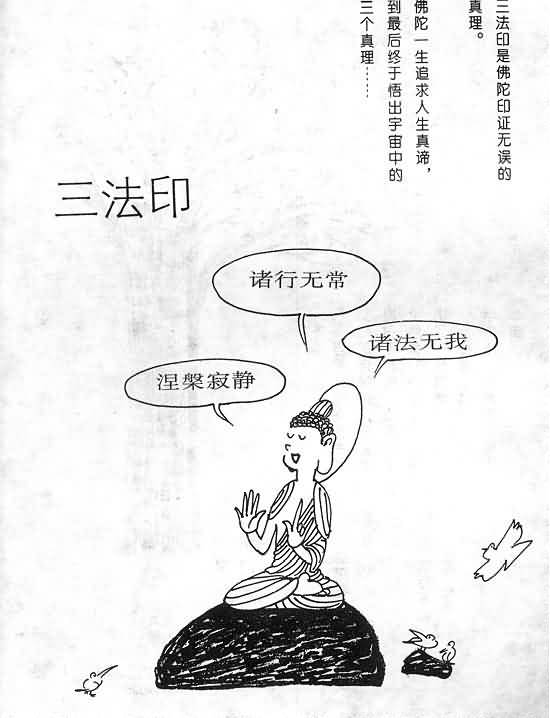 三法印是佛陀印证无误的
真理。
佛陀一生追求人生真谛，
到最后终于悟出宇宙中的
三个真理……
三法印
诸行无常
诸法无我
涅槃寂静